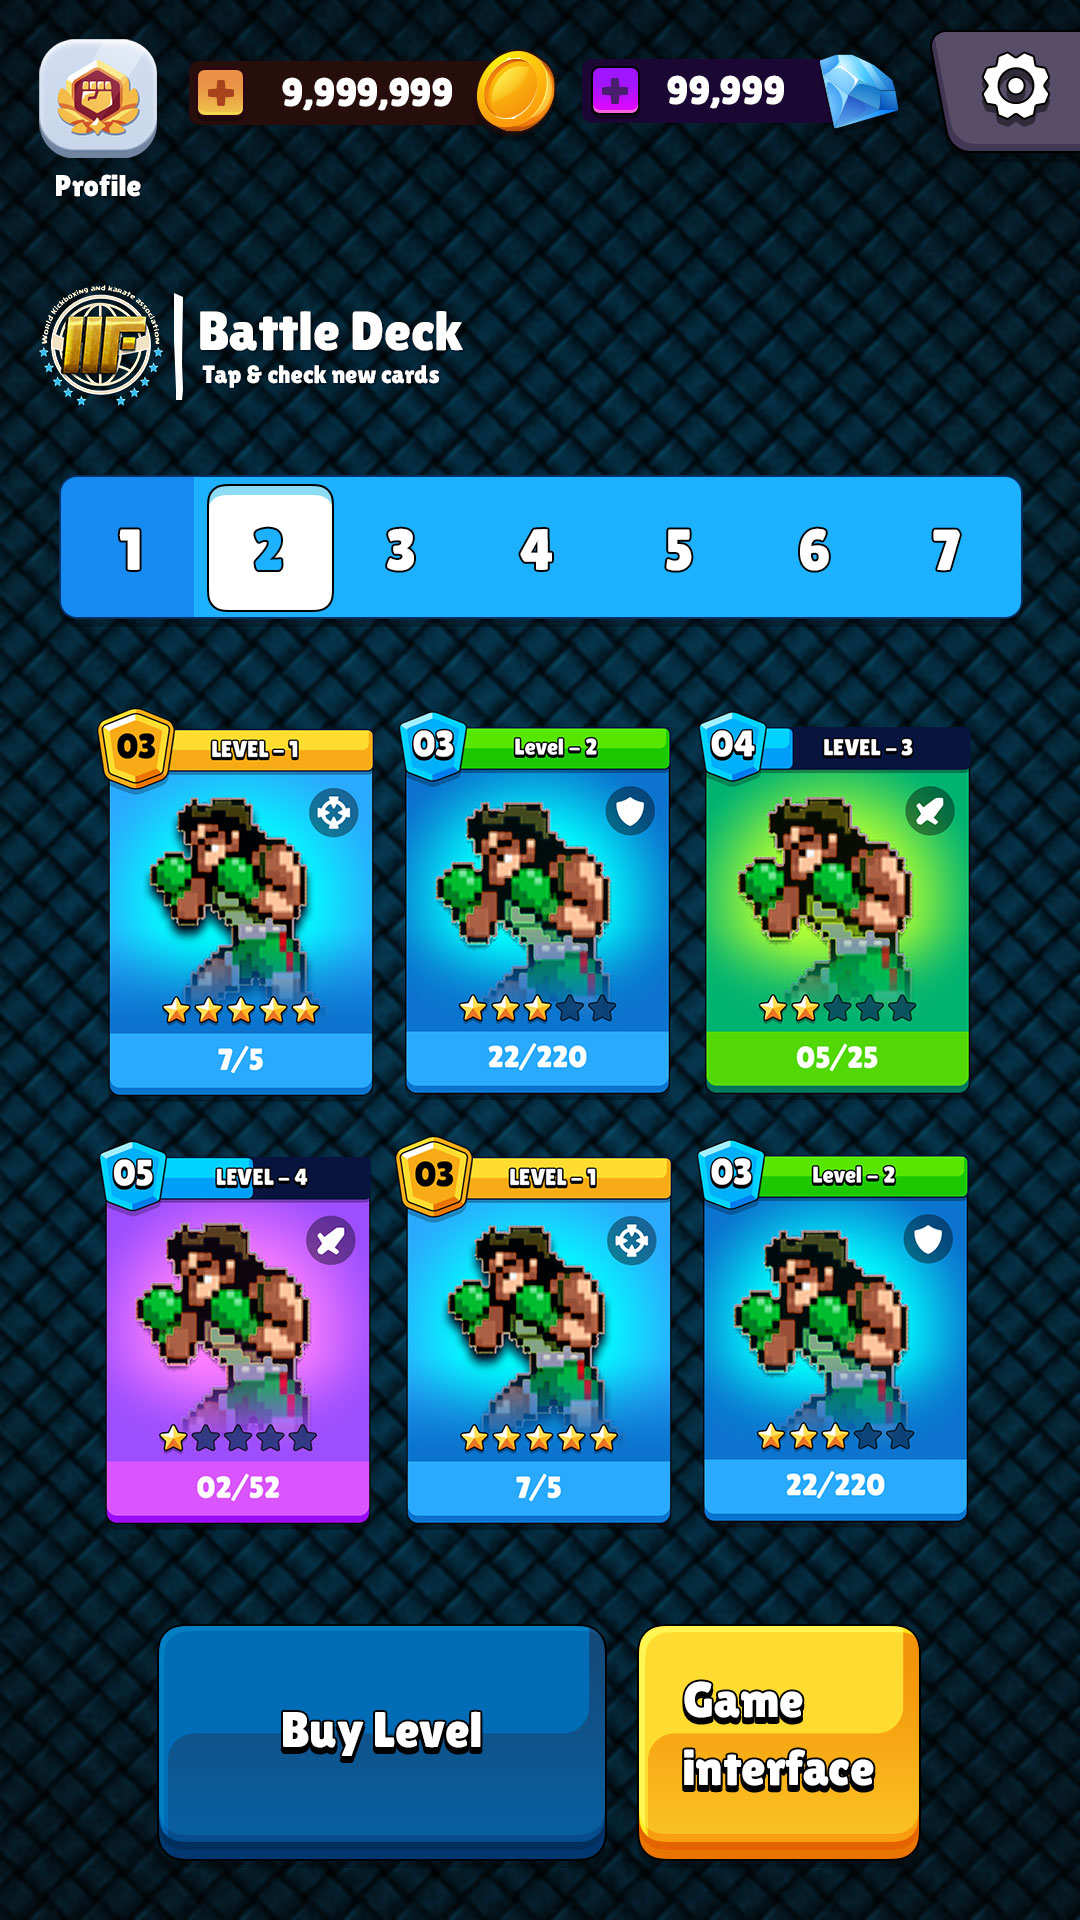 9,999,999
99,999
Profile
World Kickboxing and karate association
IIF
Battle Deck
Tap & check new cards
1 2 3 4 5 6 7
03 LEVEL - 1
03 Level - 2
04 LEVEL - 3
7/5
22/220
05/25
05 LEVEL - 4
03 LEVEL - 1
03 Level - 2
02/52
7/5
22/220
Buy Level
Game
interface